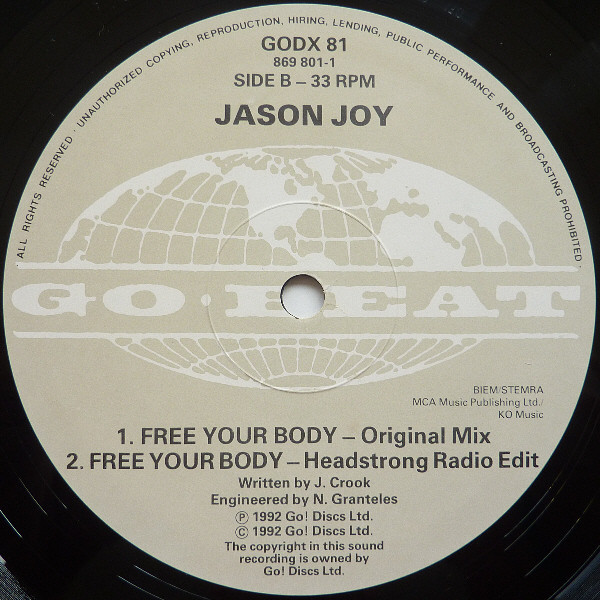 ALL RIGHTS RESERVED · UNAUTHORIZED COPYING, REPRODUCTION, HIRING, LENDING, PUBLIC PERFORMANCE AND BROADCASTING PROHIBITED
GODX 81
869 801-1
SIDE B – 33 RPM
JASON JOY
GO · BEAT
BIEM/STEMRA
MCA Music Publishing Ltd./
KO Music
1. FREE YOUR BODY – Original Mix
2. FREE YOUR BODY – Headstrong Radio Edit
Written by J. Crook
Engineered by N. Granteles
Ⓟ 1992 Go! Discs Ltd.
© 1992 Go! Discs Ltd.
The copyright in this sound
recording is owned by
Go! Discs Ltd.